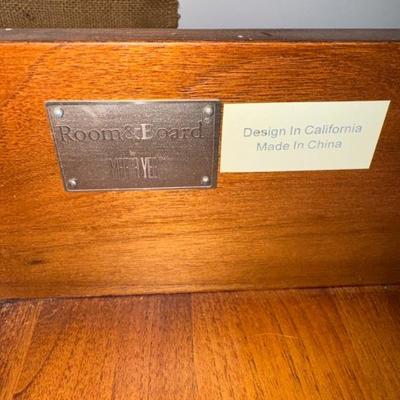 Room&Board®
by
MARIA YEE
Design In California
Made In China